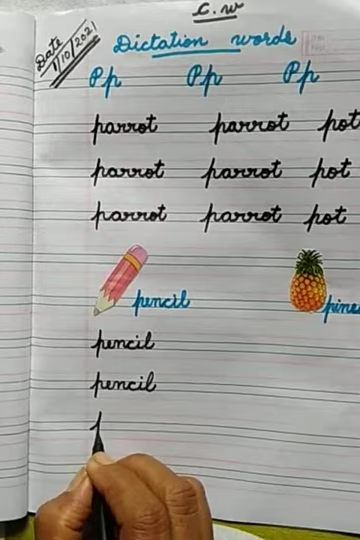 C.w
Date
1/10/2021
Dictation words
Pp Pp Pp
parrot parrot pot
parrot parrot pot
parrot parrot pot
pencil pine
pencil
pencil